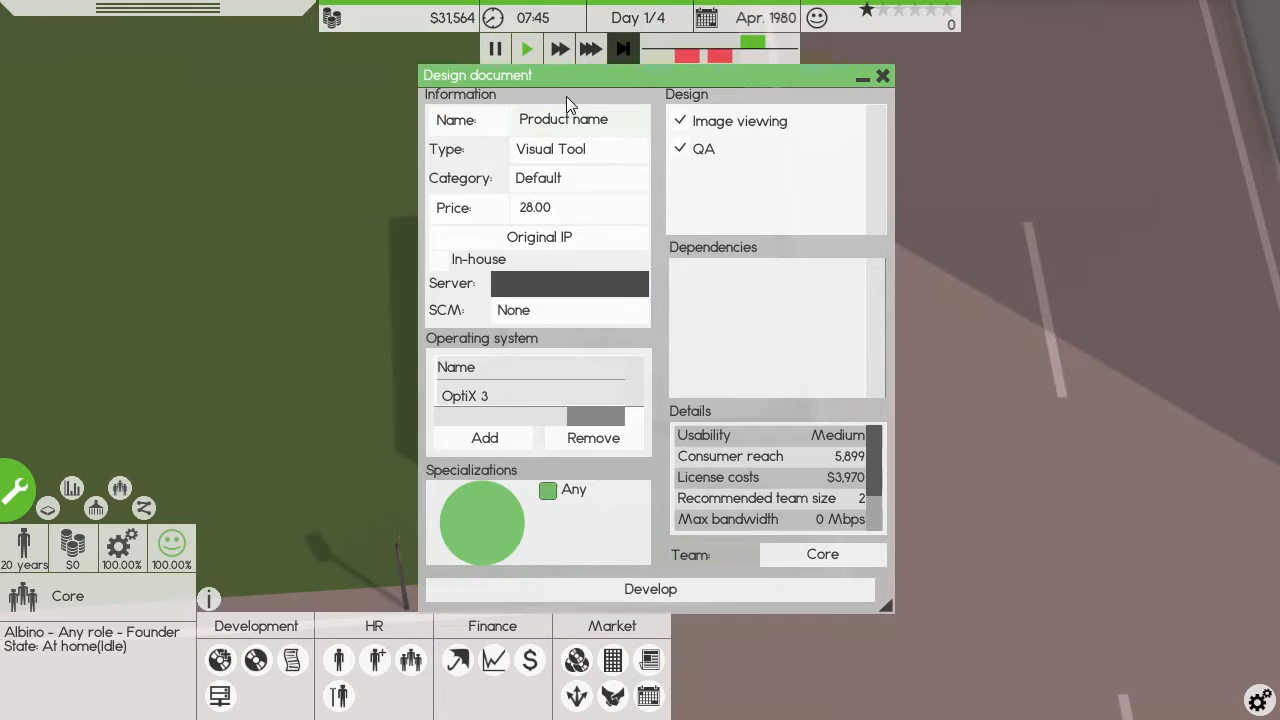 $31,564
07:45
Day 1/4
Apr. 1980
0
Design document
Information
Name: Product name
Type: Visual Tool
Category: Default
Price: 28.00
Original IP
In-house
Server:
SCM: None
Operating system
Name
OptiX 3
Add Remove
Specializations
Any
Design
Image viewing
QA
Dependencies
Details
Usability Medium
Consumer reach 5,899
License costs $3,970
Recommended team size 2
Max bandwidth 0 Mbps
Team: Core
Develop
20 years $0 100.00% 100.00%
Core
Albino - Any role - Founder
State: At home(Idle)
Development HR Finance Market